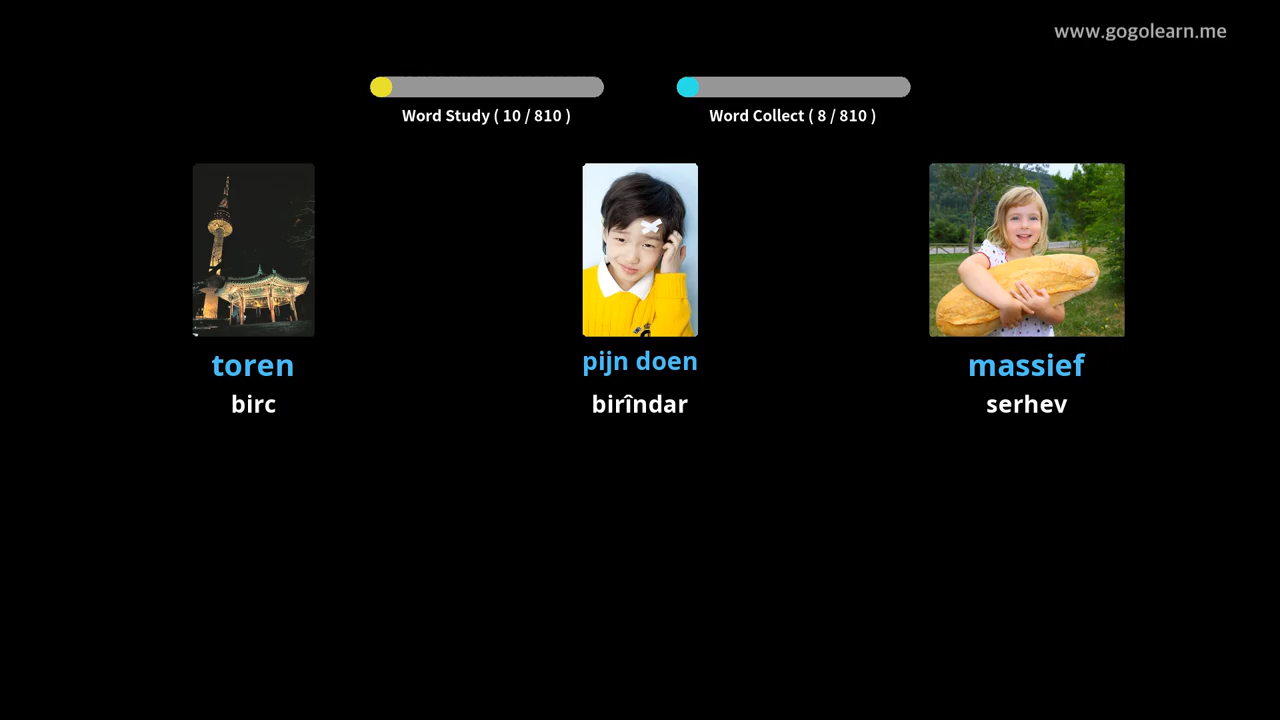 www.gogolearn.me
Word Study ( 10 / 810 )
Word Collect ( 8 / 810 )
toren
birc
pijn doen
birîndar
massief
serhev